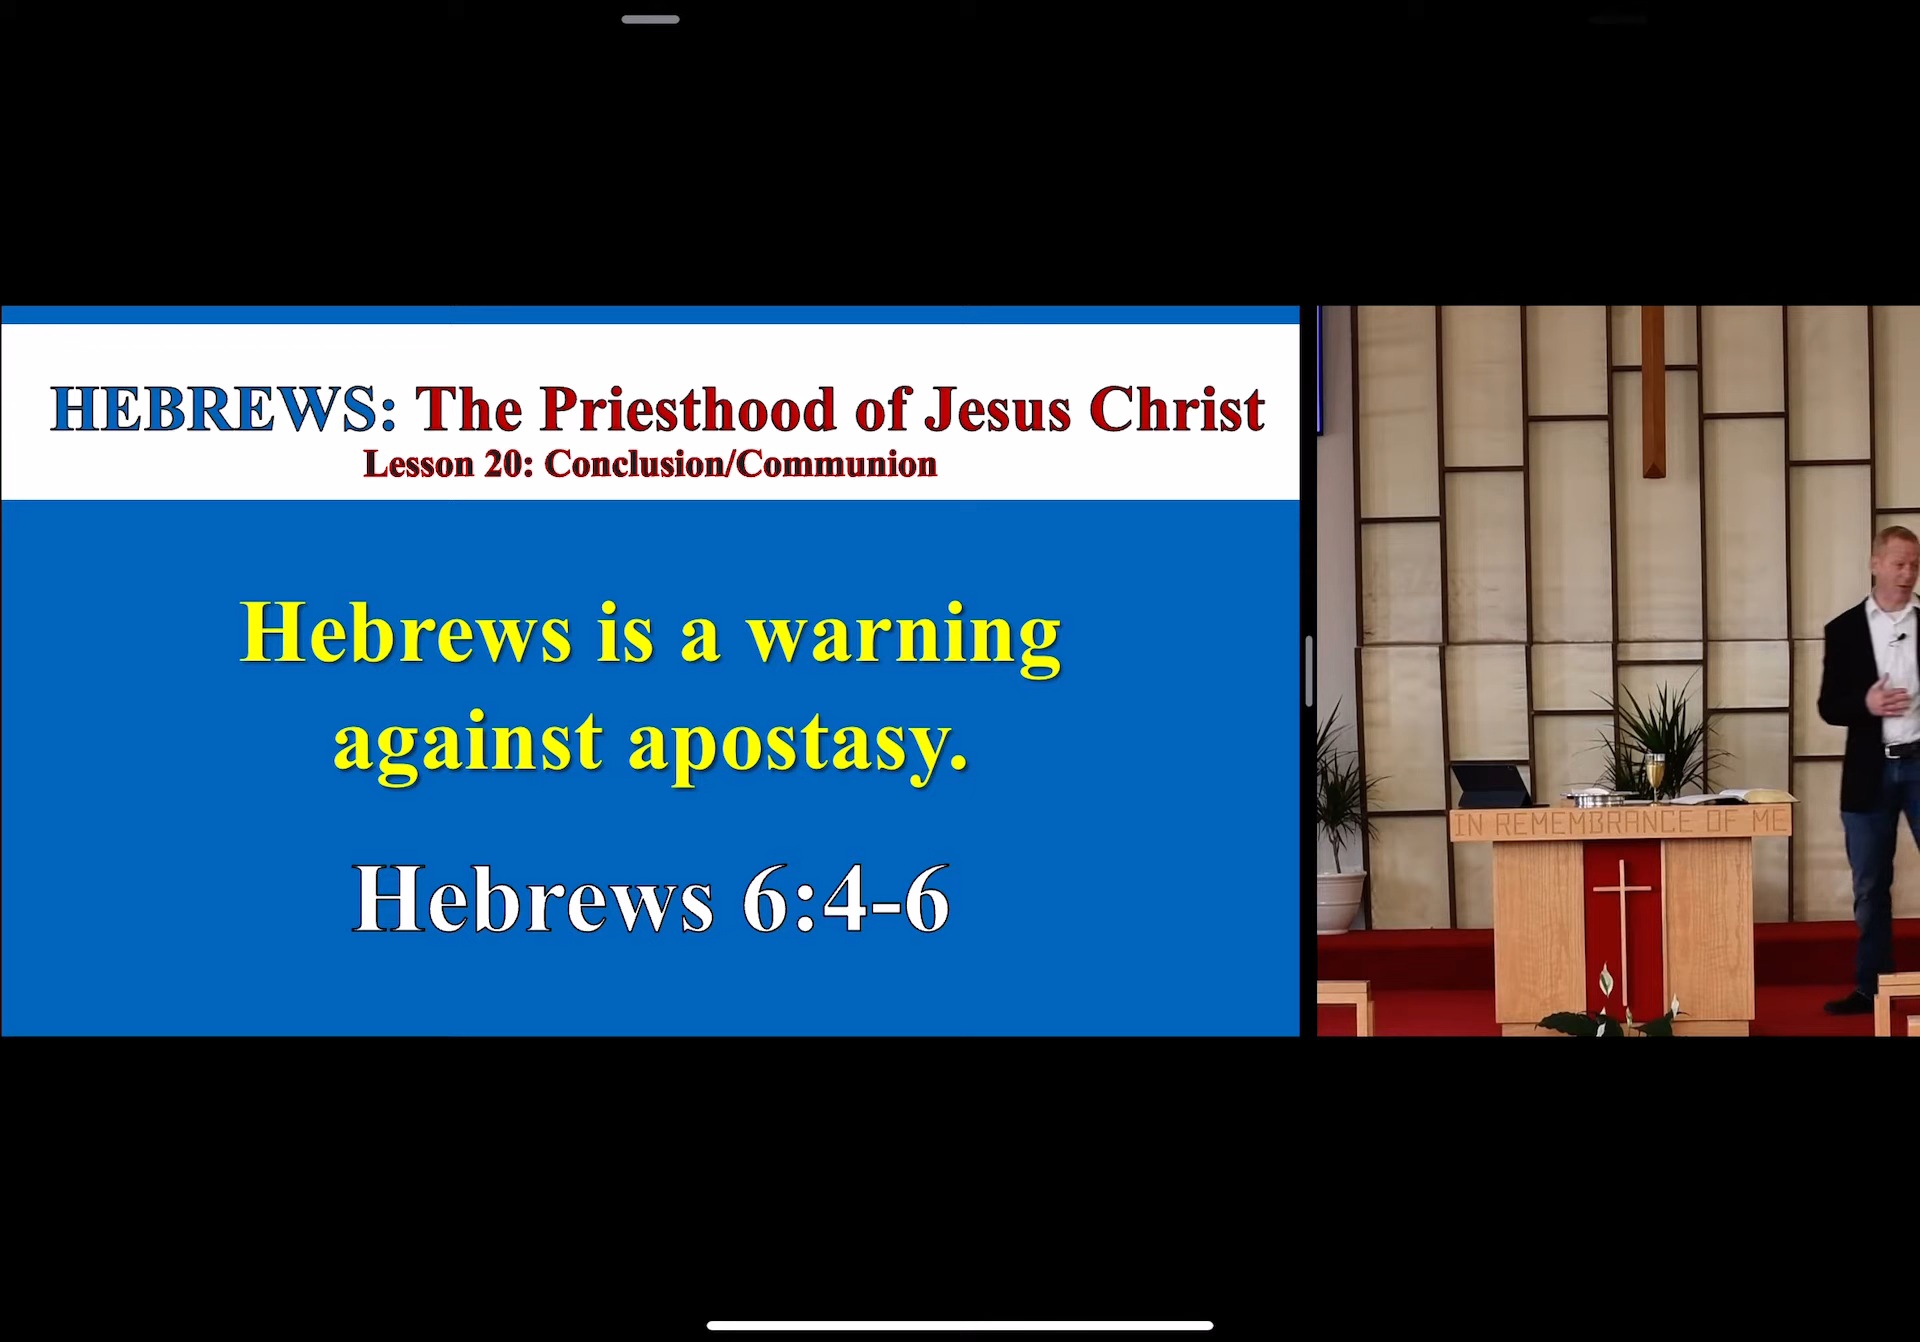 HEBREWS: The Priesthood of Jesus Christ
Lesson 20: Conclusion/Communion
Hebrews is a warning
against apostasy.
Hebrews 6:4-6
IN REMEMBRANCE OF ME